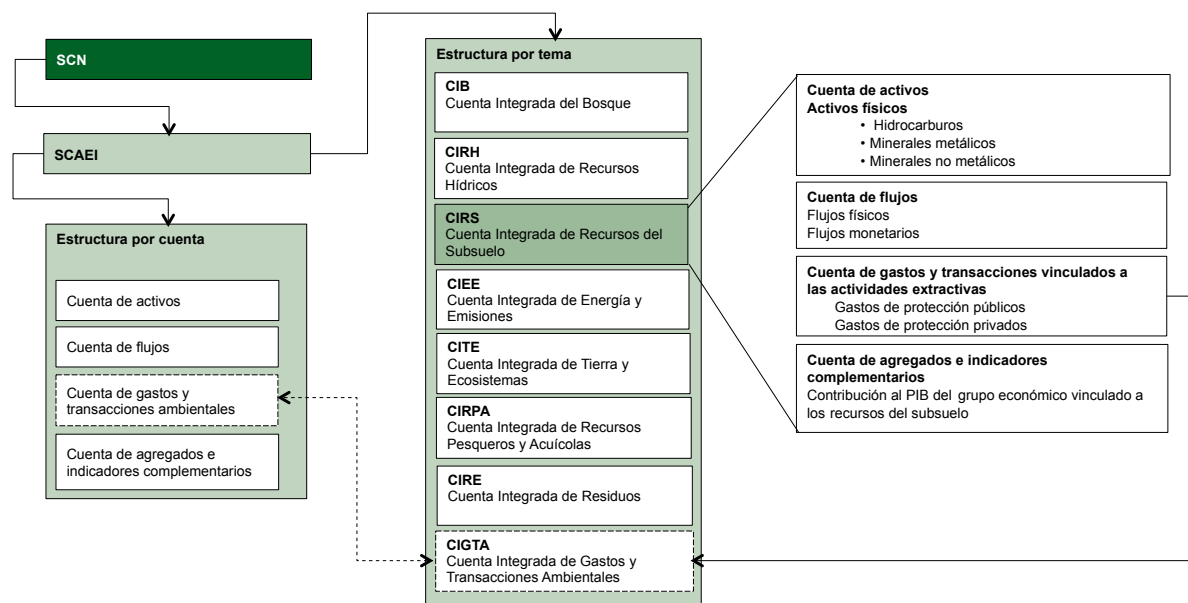 SCN
SCAEI
Estructura por cuenta
Cuenta de activos
Cuenta de flujos
Cuenta de gastos y
transacciones ambientales
Cuenta de agregados e
indicadores complementarios
Estructura por tema
CIB
Cuenta Integrada del Bosque
CIRH
Cuenta Integrada de Recursos
Hídricos
CIRS
Cuenta Integrada de Recursos del
Subsuelo
CIEE
Cuenta Integrada de Energía y
Emisiones
CITE
Cuenta Integrada de Tierra y
Ecosistemas
CIRPA
Cuenta Integrada de Recursos
Pesqueros y Acuícolas
CIRE
Cuenta Integrada de Residuos
CIGTA
Cuenta Integrada de Gastos y
Transacciones Ambientales
Cuenta de activos
Activos físicos
• Hidrocarburos
• Minerales metálicos
• Minerales no metálicos
Cuenta de flujos
Flujos físicos
Flujos monetarios
Cuenta de gastos y transacciones vinculados a
las actividades extractivas
Gastos de protección públicos
Gastos de protección privados
Cuenta de agregados e indicadores
complementarios
Contribución al PIB del grupo económico vinculado a
los recursos del subsuelo